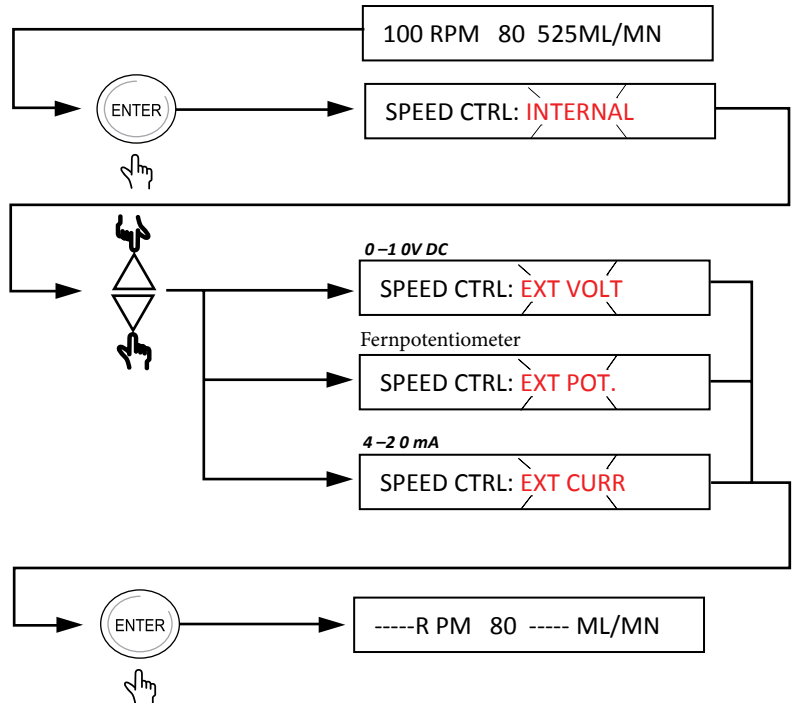 100 RPM 80 525ML/MN
ENTER
SPEED CTRL: INTERNAL
0 –1 0V DC
SPEED CTRL: EXT VOLT
Fernpotentiometer
SPEED CTRL: EXT POT.
4 –2 0 mA
SPEED CTRL: EXT CURR
ENTER
-----R PM 80 ----- ML/MN